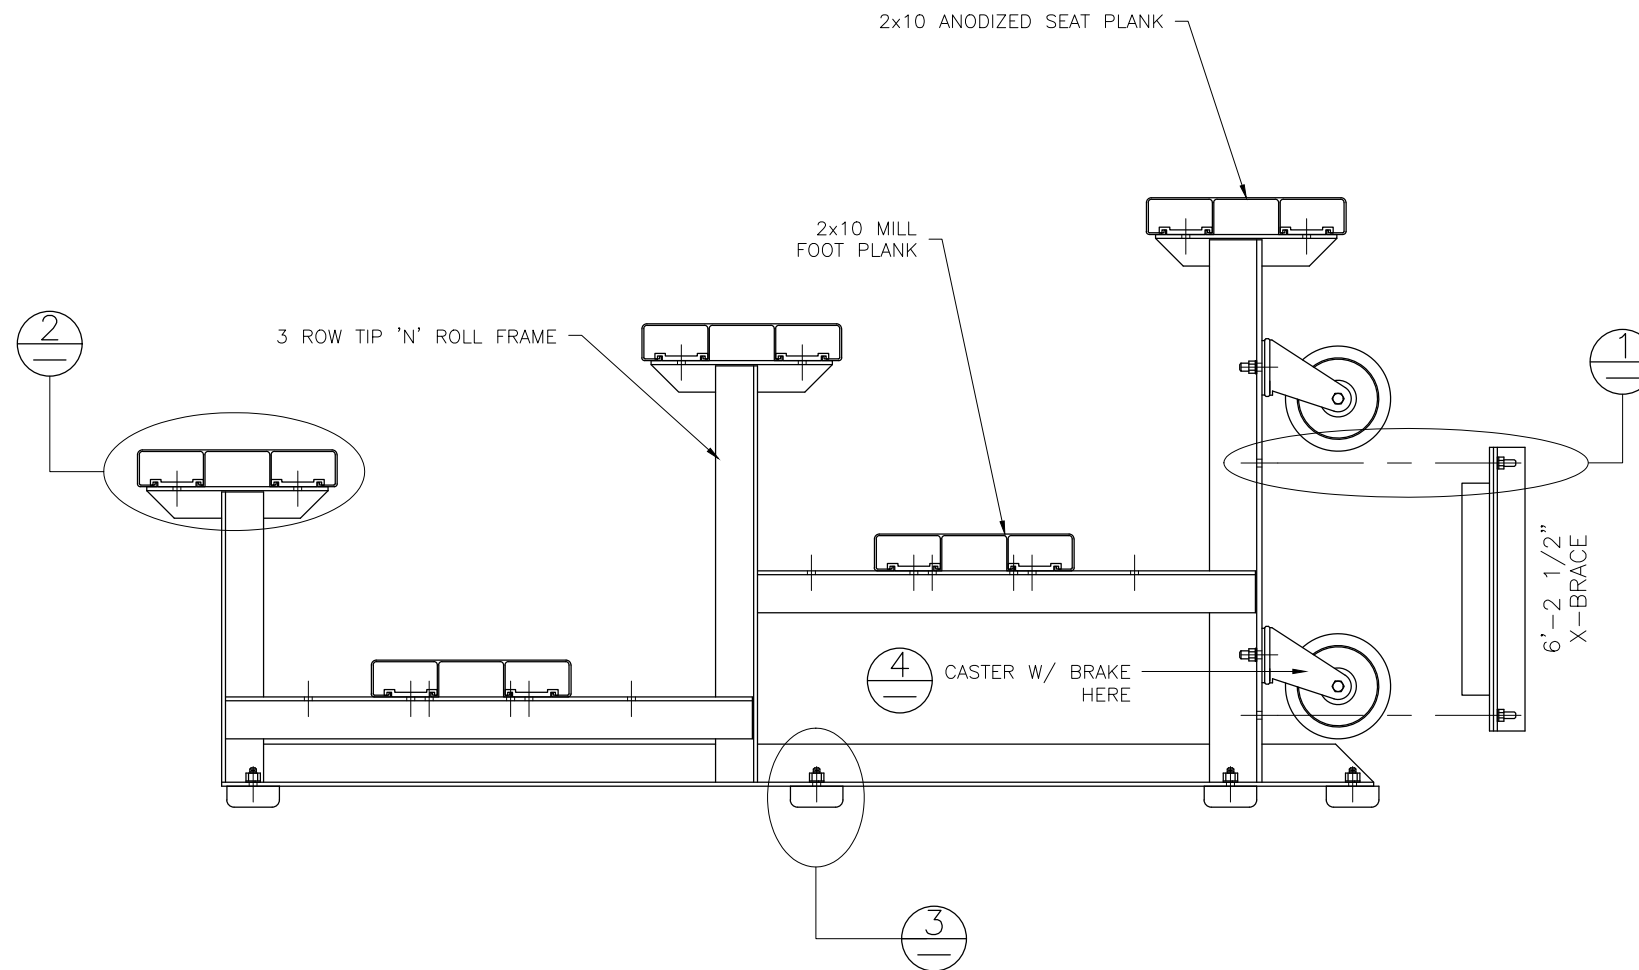 2x10 ANODIZED SEAT PLANK
2x10 MILL
FOOT PLANK
3 ROW TIP 'N' ROLL FRAME
2
1
6'-2 1/2"
X-BRACE
4
CASTER W/ BRAKE
HERE
3